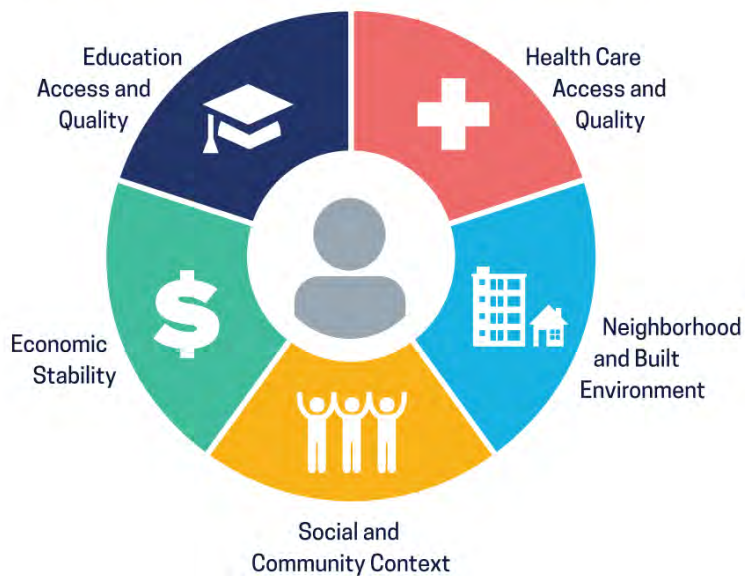 Education
Access and
Quality
Health Care
Access and
Quality
Economic
Stability
Neighborhood
and Built
Environment
Social and
Community Context